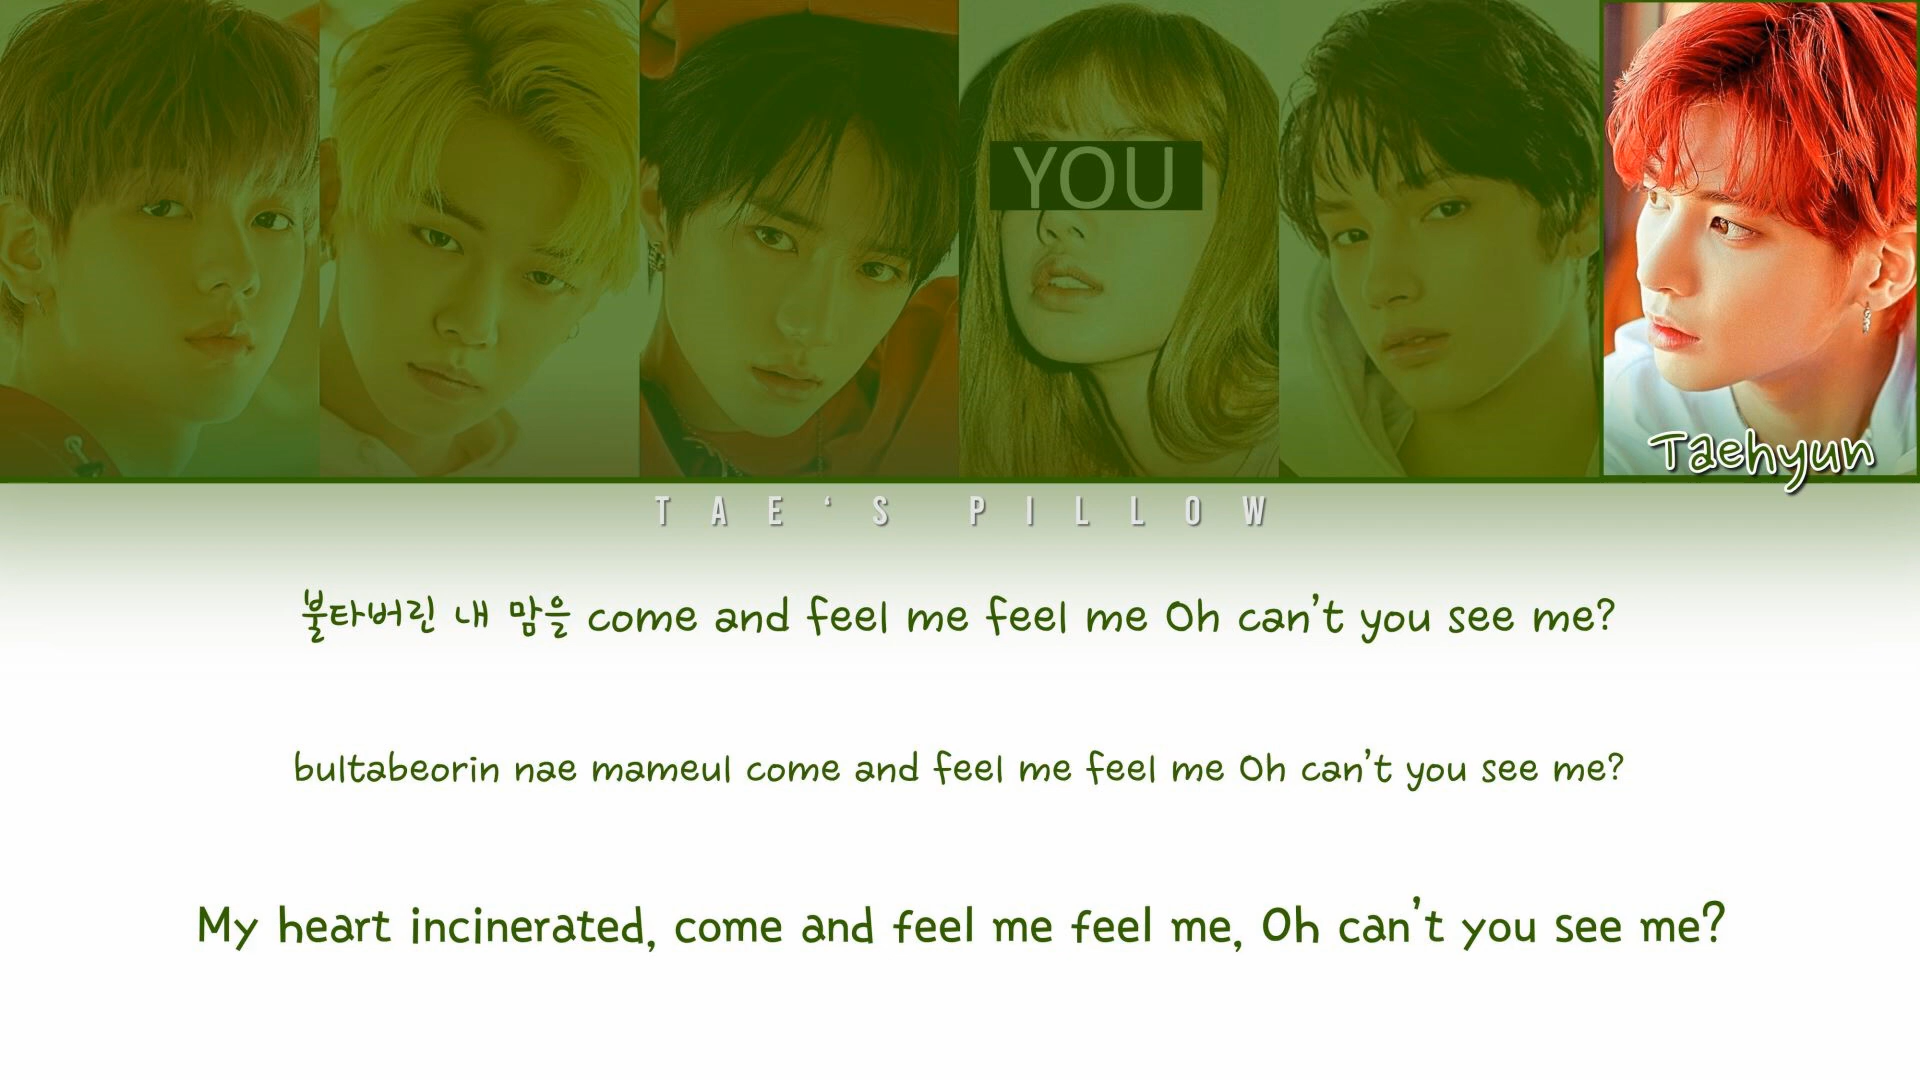 YOU
Taehyun
TAE‘S PILLOW
불타버린 내 맘을 come and feel me feel me Oh can't you see me?
bultabeorin nae mameul come and feel me feel me Oh can't you see me?
My heart incinerated, come and feel me feel me, Oh can't you see me?